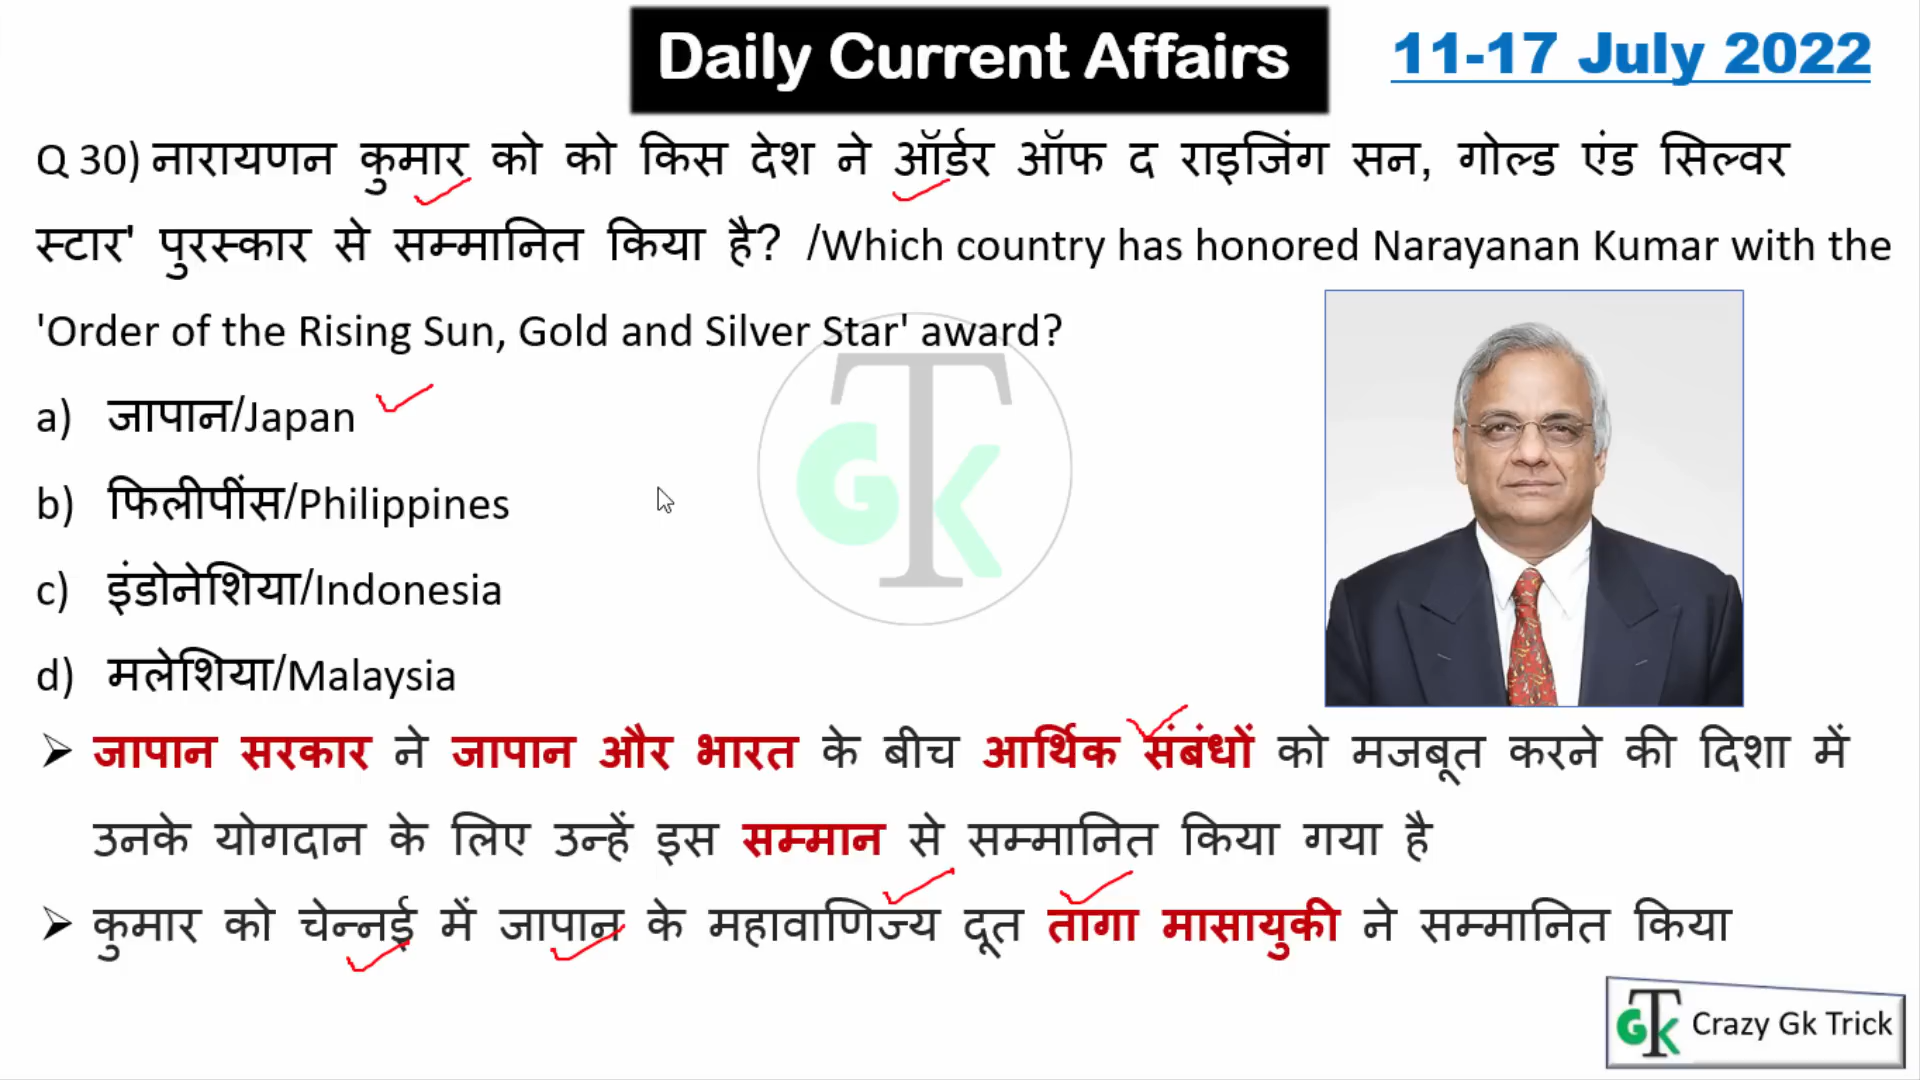 Daily Current Affairs
11-17 July 2022
Q 30) नारायणन कुमार को को किस देश ने ऑर्डर ऑफ द राइजिंग सन, गोल्ड एंड सिल्वर
स्टार' पुरस्कार से सम्मानित किया है? /Which country has honored Narayanan Kumar with the
'Order of the Rising Sun, Gold and Silver Star' award?
a) जापान/Japan
b) फिलीपींस/Philippines
c) इंडोनेशिया/Indonesia
d) मलेशिया/Malaysia
➢ जापान सरकार ने जापान और भारत के बीच आर्थिक संबंधों को मजबूत करने की दिशा में
उनके योगदान के लिए उन्हें इस सम्मान से सम्मानित किया गया है
➢ कुमार को चेन्नई में जापान के महावाणिज्य दूत तागा मासायुकी ने सम्मानित किया
GTK
GTK Crazy Gk Trick